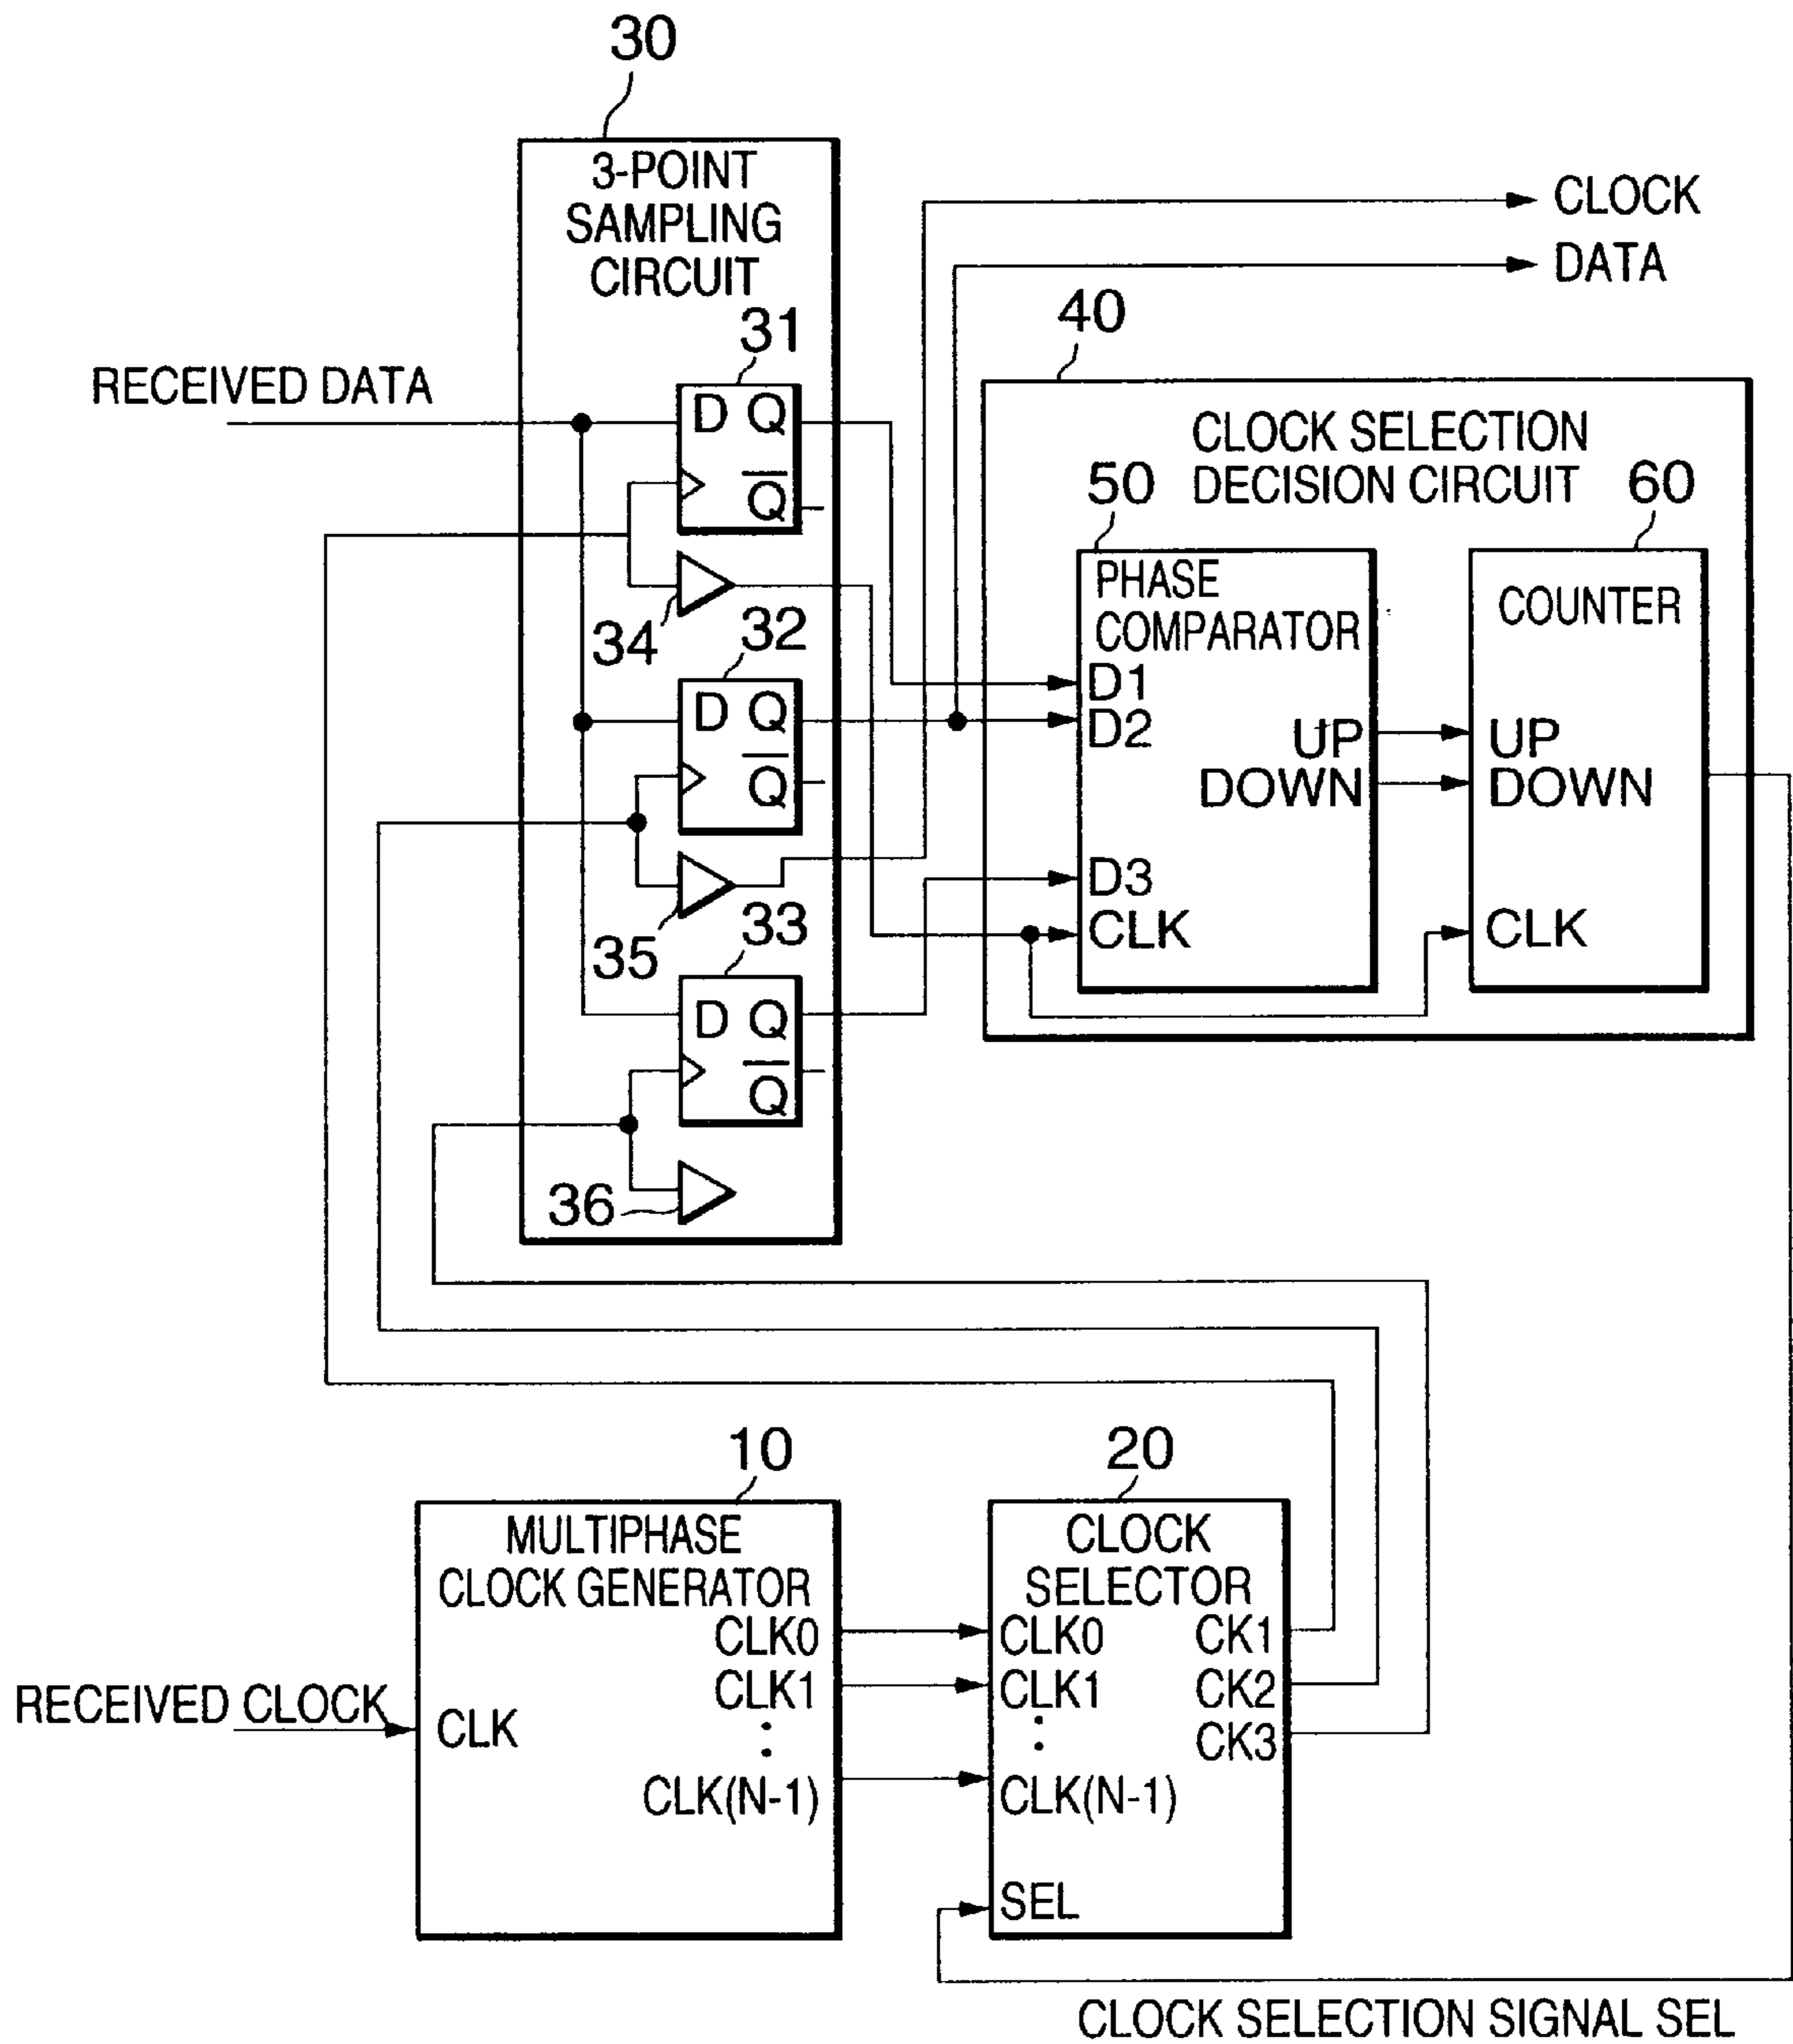 30
3-POINT
SAMPLING
CIRCUIT
CLOCK
DATA
RECEIVED DATA
31
D Q
Q
34
32
D Q
Q
35
33
D Q
Q
36
40
CLOCK SELECTION
DECISION CIRCUIT
50
PHASE
COMPARATOR
D1
D2
UP
DOWN
D3
CLK
60
COUNTER
UP
DOWN
CLK
10
MULTIPHASE
CLOCK GENERATOR
CLK0
CLK1
CLK(N-1)
RECEIVED CLOCK
CLK
20
CLOCK
SELECTOR
CLK0 CK1
CLK1 CK2
CK3
CLK(N-1)
SEL
CLOCK SELECTION SIGNAL SEL